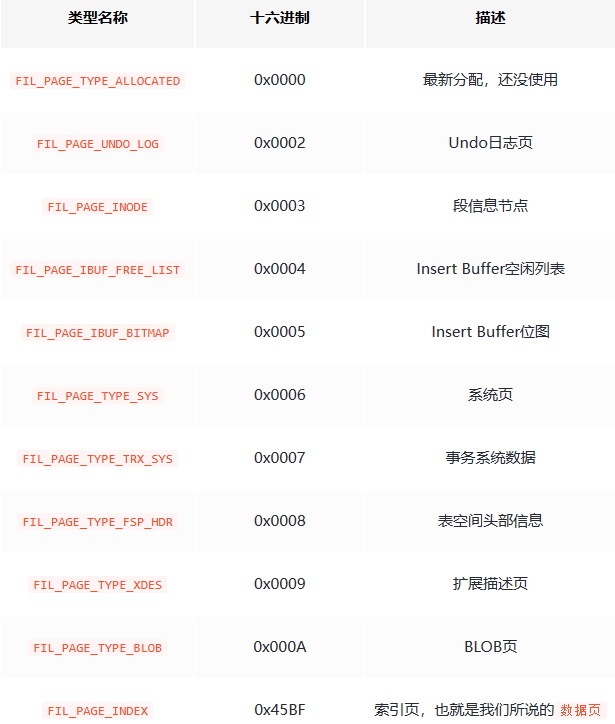 类型名称 十六进制 描述
FIL_PAGE_TYPE_ALLOCATED 0x0000 最新分配，还没使用
FIL_PAGE_UNDO_LOG 0x0002 Undo日志页
FIL_PAGE_INODE 0x0003 段信息节点
FIL_PAGE_IBUF_FREE_LIST 0x0004 Insert Buffer空闲列表
FIL_PAGE_IBUF_BITMAP 0x0005 Insert Buffer位图
FIL_PAGE_TYPE_SYS 0x0006 系统页
FIL_PAGE_TYPE_TRX_SYS 0x0007 事务系统数据
FIL_PAGE_TYPE_FSP_HDR 0x0008 表空间头部信息
FIL_PAGE_TYPE_XDES 0x0009 扩展描述页
FIL_PAGE_TYPE_BLOB 0x000A BLOB页
FIL_PAGE_INDEX 0x45BF 索引页，也就是我们所说的 数据页